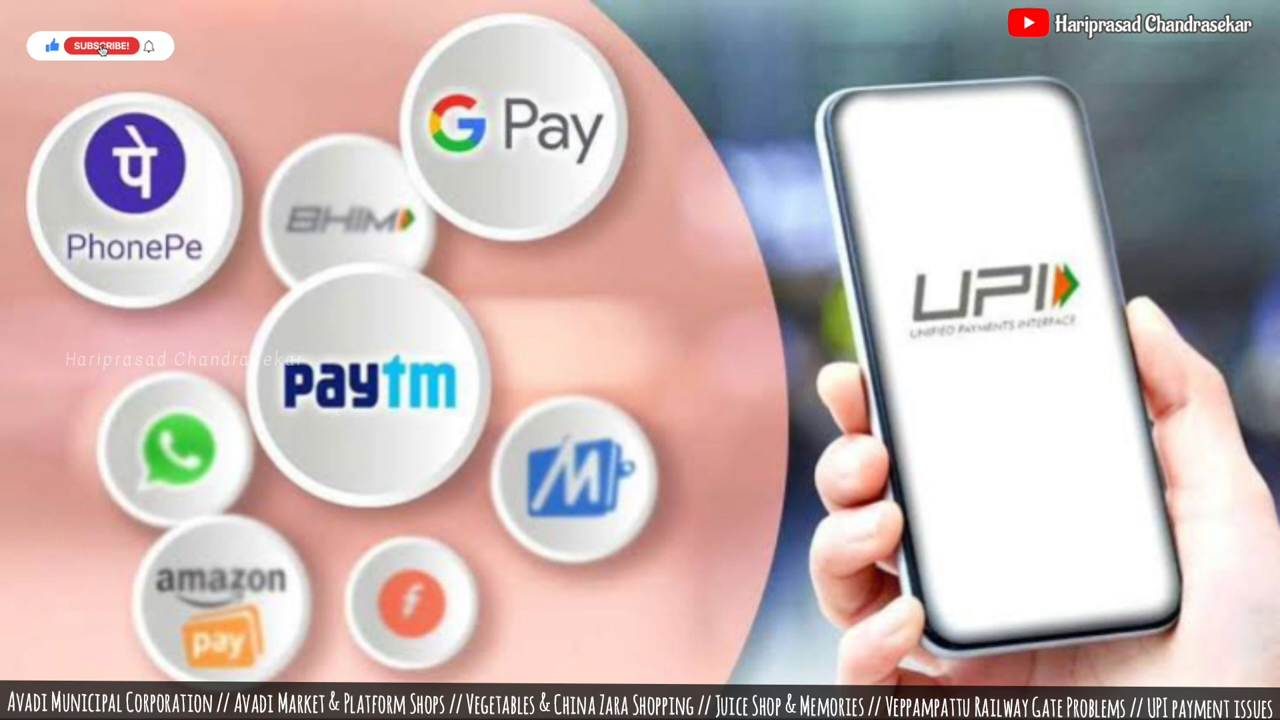 SUBSCRIBE!
Hariprasad Chandrasekar
G Pay
पे
PhonePe
BHIM
UPI
UNIFIED PAYMENTS INTERFACE
Hariprasad Chandrasekar
paytm
M
amazon
pay
f
AVADI MUNICIPAL CORPORATION // AVADI MARKET & PLATFORM SHOPS // VEGETABLES & CHINA ZARA SHOPPING // JUICE SHOP & MEMORIES // VEPPAMPATTU RAILWAY GATE PROBLEMS // UPI PAYMENT ISSUES